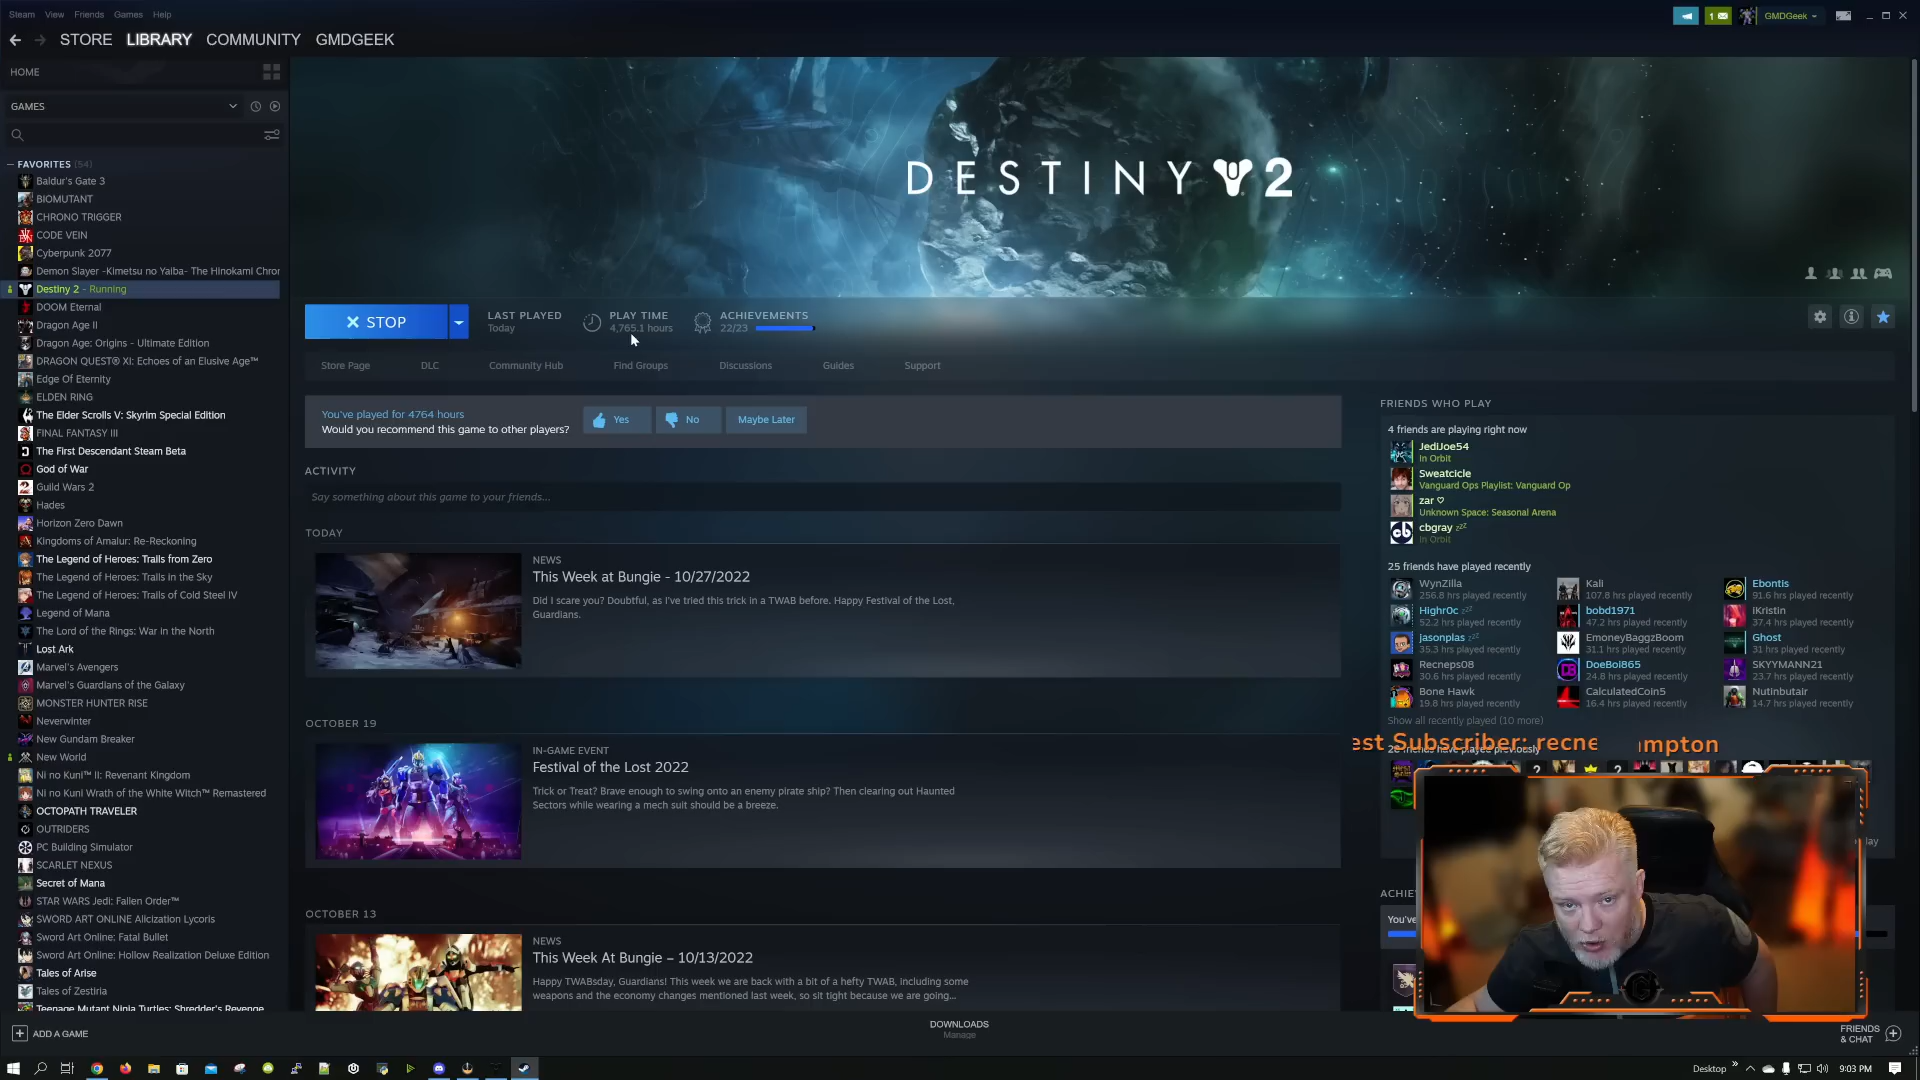 Steam View Friends Games Help
1
GMDGeek
STORE LIBRARY COMMUNITY GMDGEEK
HOME
GAMES
FAVORITES (54)
Baldur's Gate 3
BIOMUTANT
CHRONO TRIGGER
CODE VEIN
Cyberpunk 2077
Demon Slayer -Kimetsu no Yaiba- The Hinokami Chror
Destiny 2 - Running
DOOM Eternal
Dragon Age II
Dragon Age: Origins - Ultimate Edition
DRAGON QUEST® XI: Echoes of an Elusive Age™
Edge Of Eternity
ELDEN RING
The Elder Scrolls V: Skyrim Special Edition
FINAL FANTASY III
The First Descendant Steam Beta
God of War
Guild Wars 2
Hades
Horizon Zero Dawn
Kingdoms of Amalur: Re-Reckoning
The Legend of Heroes: Trails from Zero
The Legend of Heroes: Trails in the Sky
The Legend of Heroes: Trails of Cold Steel IV
Legend of Mana
The Lord of the Rings: War in the North
Lost Ark
Marvel's Avengers
Marvel's Guardians of the Galaxy
MONSTER HUNTER RISE
Neverwinter
New Gundam Breaker
New World
Ni no Kuni™ II: Revenant Kingdom
Ni no Kuni Wrath of the White Witch™ Remastered
OCTOPATH TRAVELER
OUTRIDERS
PC Building Simulator
SCARLET NEXUS
Secret of Mana
STAR WARS Jedi: Fallen Order™
SWORD ART ONLINE Alicization Lycoris
Sword Art Online: Fatal Bullet
Sword Art Online: Hollow Realization Deluxe Edition
Tales of Arise
Tales of Zestiria
Teenage Mutant Ninja Turtles: Shredder's Revenge
ADD A GAME
DESTINY 2
STOP
LAST PLAYED
Today
PLAY TIME
4,765.1 hours
ACHIEVEMENTS
22/23
Store Page DLC Community Hub Find Groups Discussions Guides Support
You've played for 4764 hours
Would you recommend this game to other players?
Yes No Maybe Later
ACTIVITY
Say something about this game to your friends...
TODAY
NEWS
This Week at Bungie - 10/27/2022
Did I scare you? Doubtful, as I've tried this trick in a TWAB before. Happy Festival of the Lost,
Guardians.
OCTOBER 19
IN-GAME EVENT
Festival of the Lost 2022
Trick or Treat? Brave enough to swing onto an enemy pirate ship? Then clearing out Haunted
Sectors while wearing a mech suit should be a breeze.
OCTOBER 13
NEWS
This Week At Bungie – 10/13/2022
Happy TWABsday, Guardians! This week we are back with a bit of a hefty TWAB, including some
weapons and the economy changes mentioned last week, so sit tight because we are going...
FRIENDS WHO PLAY
4 friends are playing right now
JediJoe54
In Orbit
Sweatcicle
Vanguard Ops Playlist: Vanguard Op
zar ♡
Unknown Space: Seasonal Arena
cbgray zzz
In Orbit
25 friends have played recently
WynZilla Kali Ebontis
256.8 hrs played recently 107.8 hrs played recently 91.6 hrs played recently
Highr0c zzz bobd1971 iKristin
52.2 hrs played recently 47.2 hrs played recently 37.4 hrs played recently
jasonplas zzz EmoneyBaggzBoom Ghost
35.3 hrs played recently 31.1 hrs played recently 31 hrs played recently
Recneps08 DoeBoi865 SKYYMANN21
30.6 hrs played recently 24.8 hrs played recently 23.7 hrs played recently
Bone Hawk CalculatedCoin5 Nutinbutair
19.8 hrs played recently 16.4 hrs played recently 14.7 hrs played recently
Show all recently played (10 more)
est Subscriber: recne mpton
friends have played previously
ACHIE
You've
DOWNLOADS
Manage
FRIENDS
& CHAT
Desktop
9:03 PM